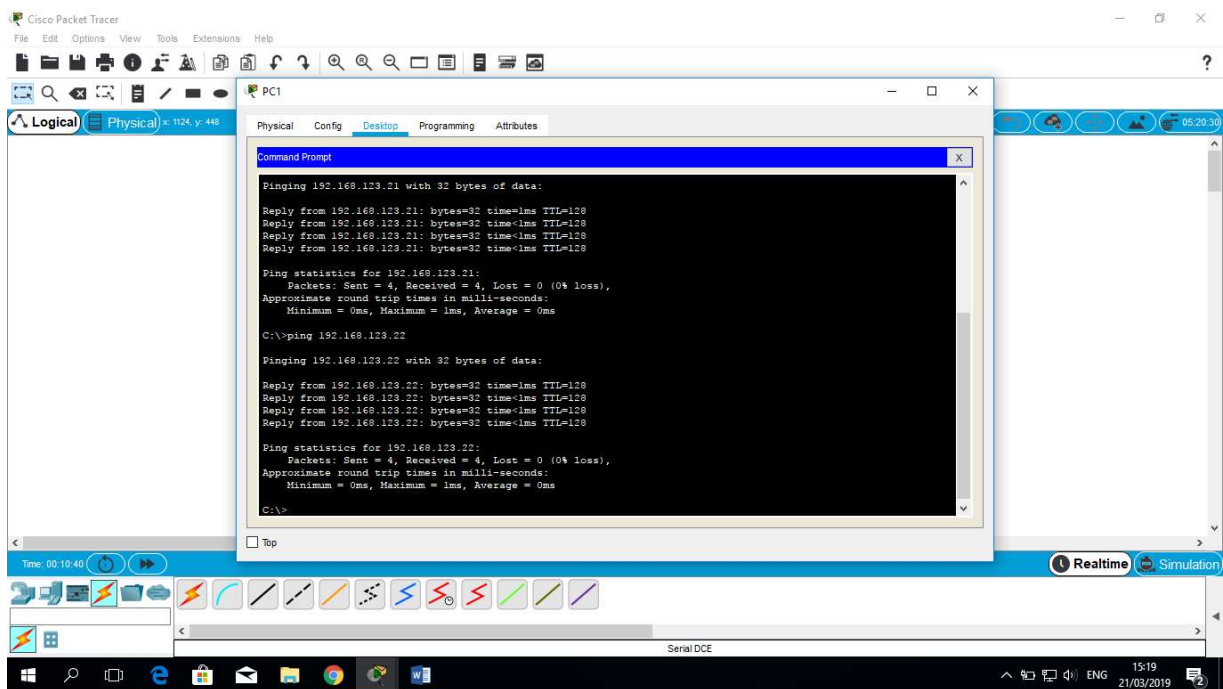 Cisco Packet Tracer
File Edit Options View Tools Extensions Help
?
PC1
Logical Physical x: 1124, y: 448
05:20:30
Physical Config Desktop Programming Attributes
Command Prompt
X
Pinging 192.168.123.21 with 32 bytes of data:
Reply from 192.168.123.21: bytes=32 time=1ms TTL=128
Reply from 192.168.123.21: bytes=32 time<1ms TTL=128
Reply from 192.168.123.21: bytes=32 time<1ms TTL=128
Reply from 192.168.123.21: bytes=32 time<1ms TTL=128
Ping statistics for 192.168.123.21:
Packets: Sent = 4, Received = 4, Lost = 0 (0% loss),
Approximate round trip times in milli-seconds:
Minimum = 0ms, Maximum = 1ms, Average = 0ms
C:\>ping 192.168.123.22
Pinging 192.168.123.22 with 32 bytes of data:
Reply from 192.168.123.22: bytes=32 time=1ms TTL=128
Reply from 192.168.123.22: bytes=32 time<1ms TTL=128
Reply from 192.168.123.22: bytes=32 time<1ms TTL=128
Reply from 192.168.123.22: bytes=32 time<1ms TTL=128
Ping statistics for 192.168.123.22:
Packets: Sent = 4, Received = 4, Lost = 0 (0% loss),
Approximate round trip times in milli-seconds:
Minimum = 0ms, Maximum = 1ms, Average = 0ms
C:\>
Top
Time: 00:10:40
Realtime Simulation
Serial DCE
ENG
15:19
21/03/2019
2